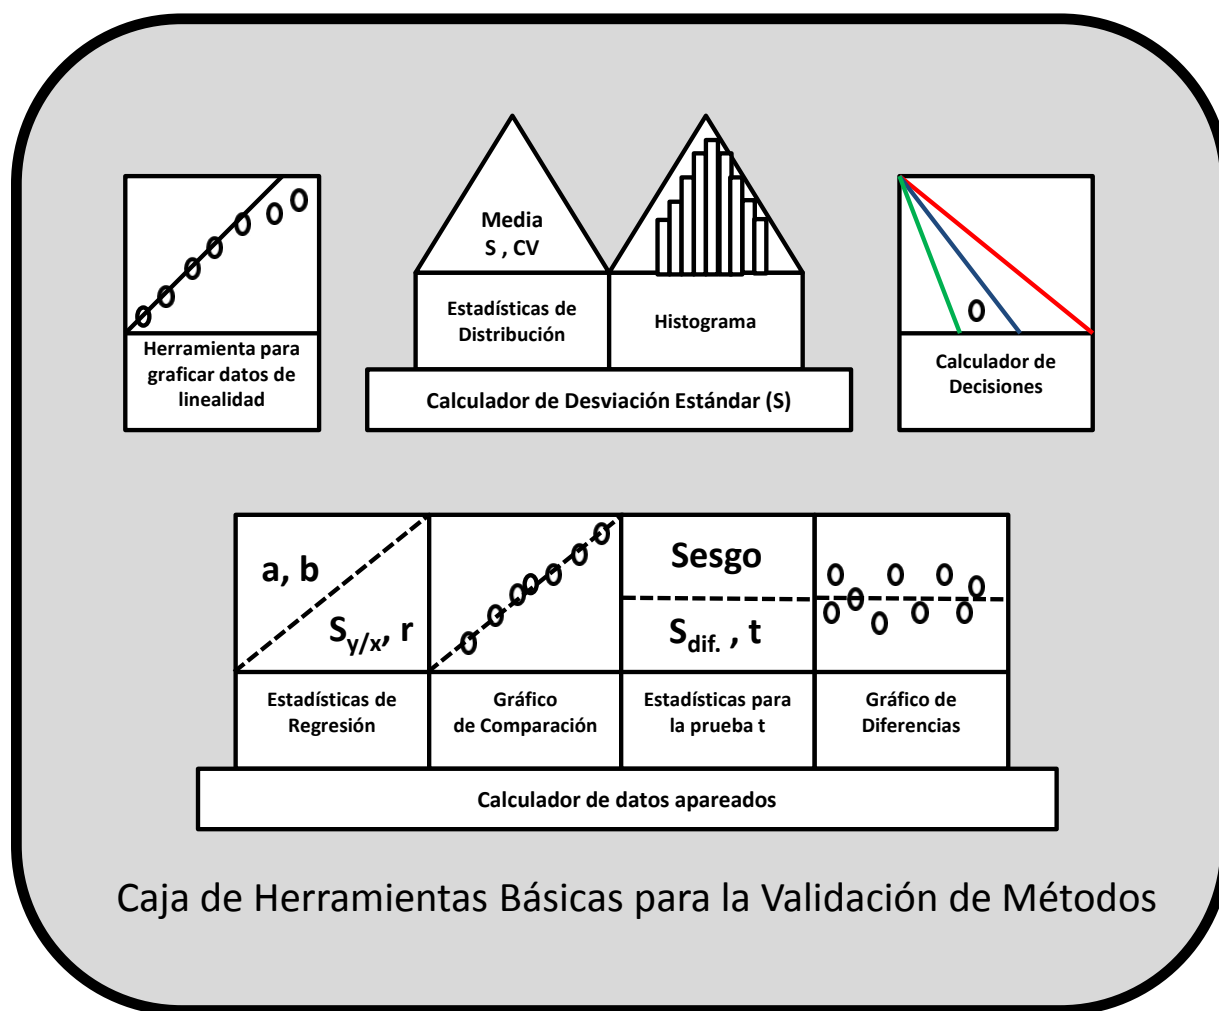 Media
S , CV
Estadísticas de
Distribución
Histograma
Herramienta para
graficar datos de
linealidad
Calculador de Desviación Estándar (S)
Calculador de
Decisiones
a, b
S_y/x, r
Sesgo
S_dif. , t
Estadísticas de
Regresión
Gráfico
de Comparación
Estadísticas para
la prueba t
Gráfico de
Diferencias
Calculador de datos apareados
Caja de Herramientas Básicas para la Validación de Métodos